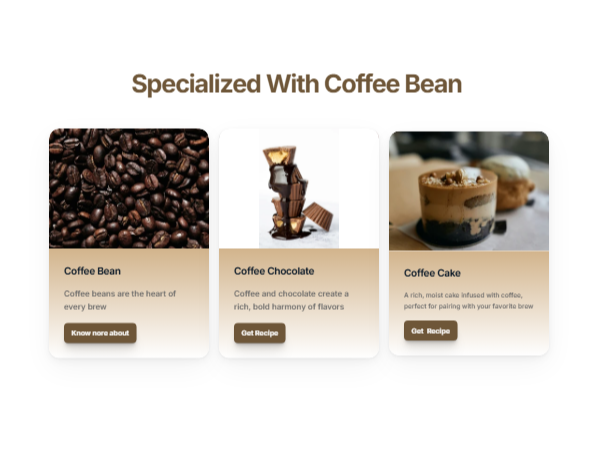 Specialized With Coffee Bean
Coffee Bean
Coffee beans are the heart of
every brew
Know nore about
Coffee Chocolate
Coffee and chocolate create a
rich, bold harmony of flavors
Get Recipe
Coffee Cake
A rich, moist cake infused with coffee,
perfect for pairing with your favorite brew
Get Recipe